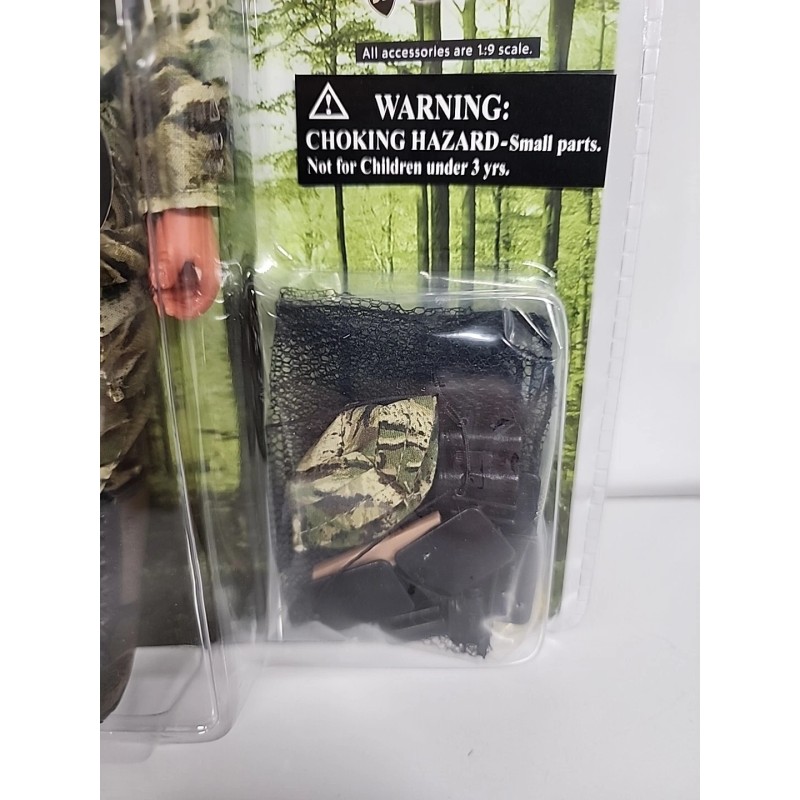 All accessories are 1:9 scale.
WARNING:
CHOKING HAZARD-Small parts.
Not for Children under 3 yrs.